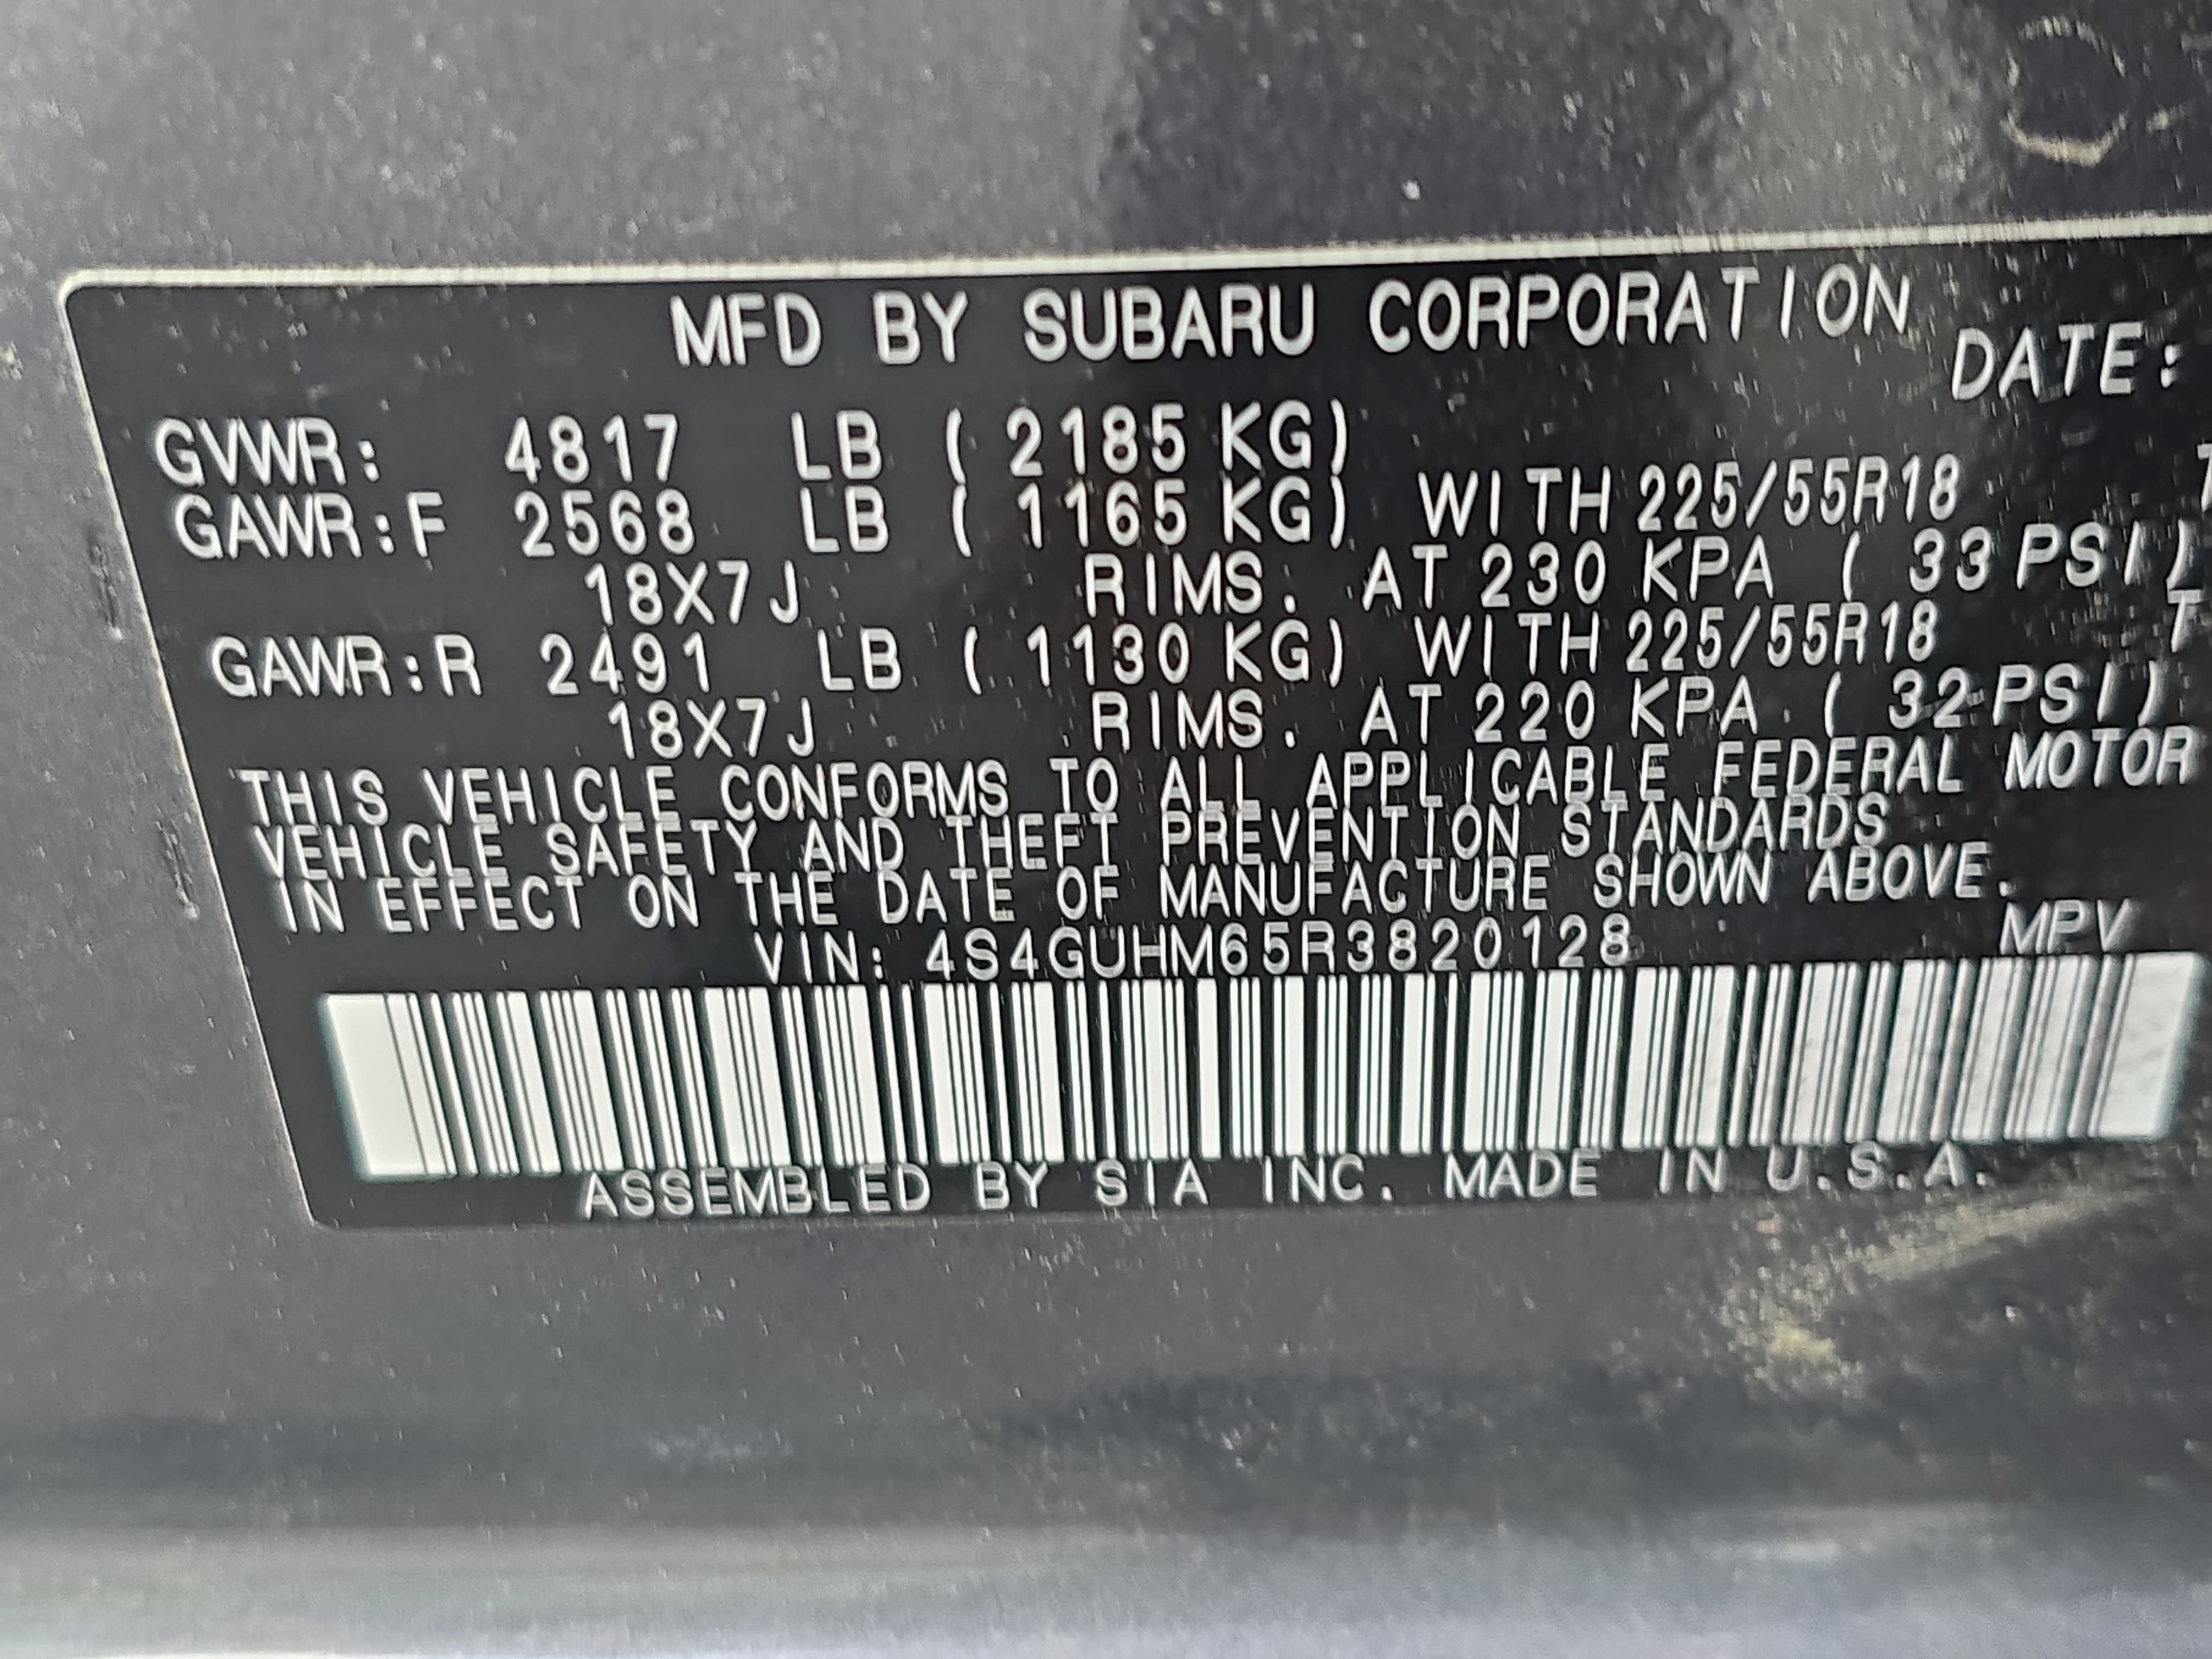 MFD BY SUBARU CORPORATION
DATE:
GVWR: 4817 LB ( 2185 KG)
GAWR:F 2568 LB ( 1165 KG) WITH 225/55R18
18X7J RIMS. AT 230 KPA ( 33 PSI)
GAWR:R 2491 LB ( 1130 KG) WITH 225/55R18
18X7J RIMS. AT 220 KPA ( 32 PSI)
THIS VEHICLE CONFORMS TO ALL APPLICABLE FEDERAL MOTOR
VEHICLE SAFETY AND THEFT PREVENTION STANDARDS
IN EFFECT ON THE DATE OF MANUFACTURE SHOWN ABOVE.
VIN: 4S4GUHM65R3820128 MPV
ASSEMBLED BY SIA INC. MADE IN U.S.A.